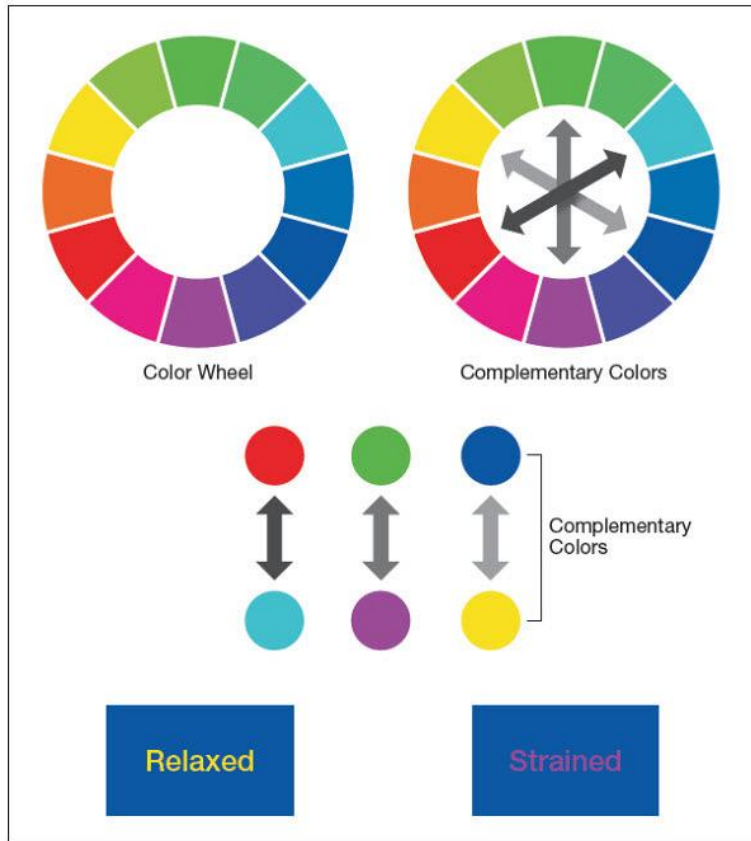 Color Wheel
Complementary Colors
Complementary
Colors
Relaxed
Strained